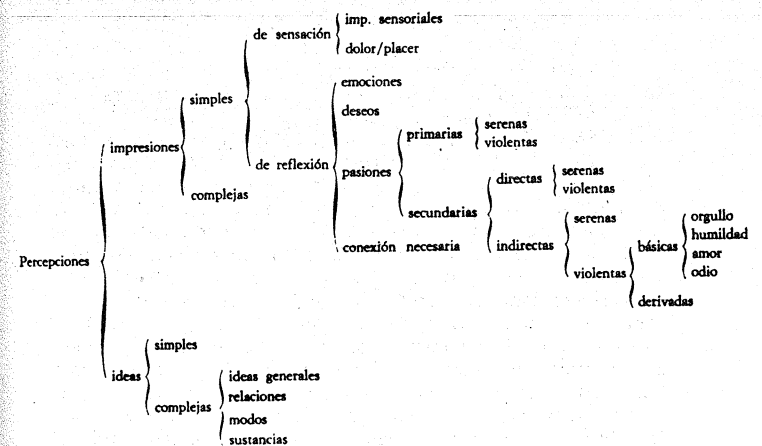 imp. sensoriales
de sensación
dolor/placer
emociones
simples
deseos
serenas
primarias
violentas
impresiones
de reflexión
pasiones
serenas
directas
violentas
complejas
secundarias
serenas
orgullo
conexión necesaria
indirectas
básicas
humildad
amor
Percepciones
violentas
odio
derivadas
simples
ideas
ideas generales
relaciones
complejas
modos
sustancias